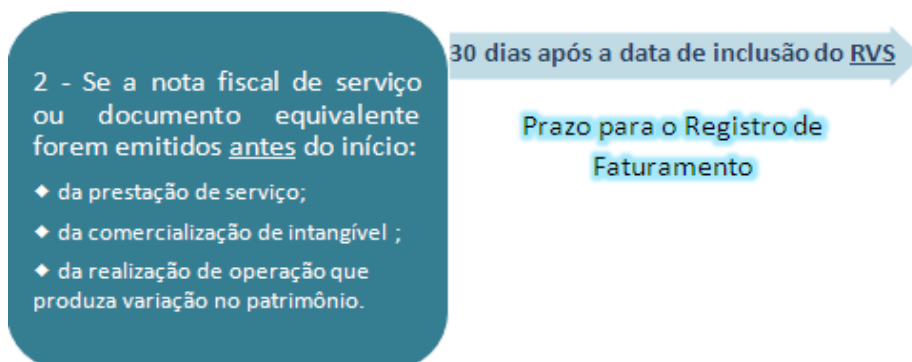 2 - Se a nota fiscal de serviço
ou documento equivalente
forem emitidos antes do início:
◆ da prestação de serviço;
◆ da comercialização de intangível ;
◆ da realização de operação que
produza variação no patrimônio.
30 dias após a data de inclusão do RVS
Prazo para o Registro de
Faturamento